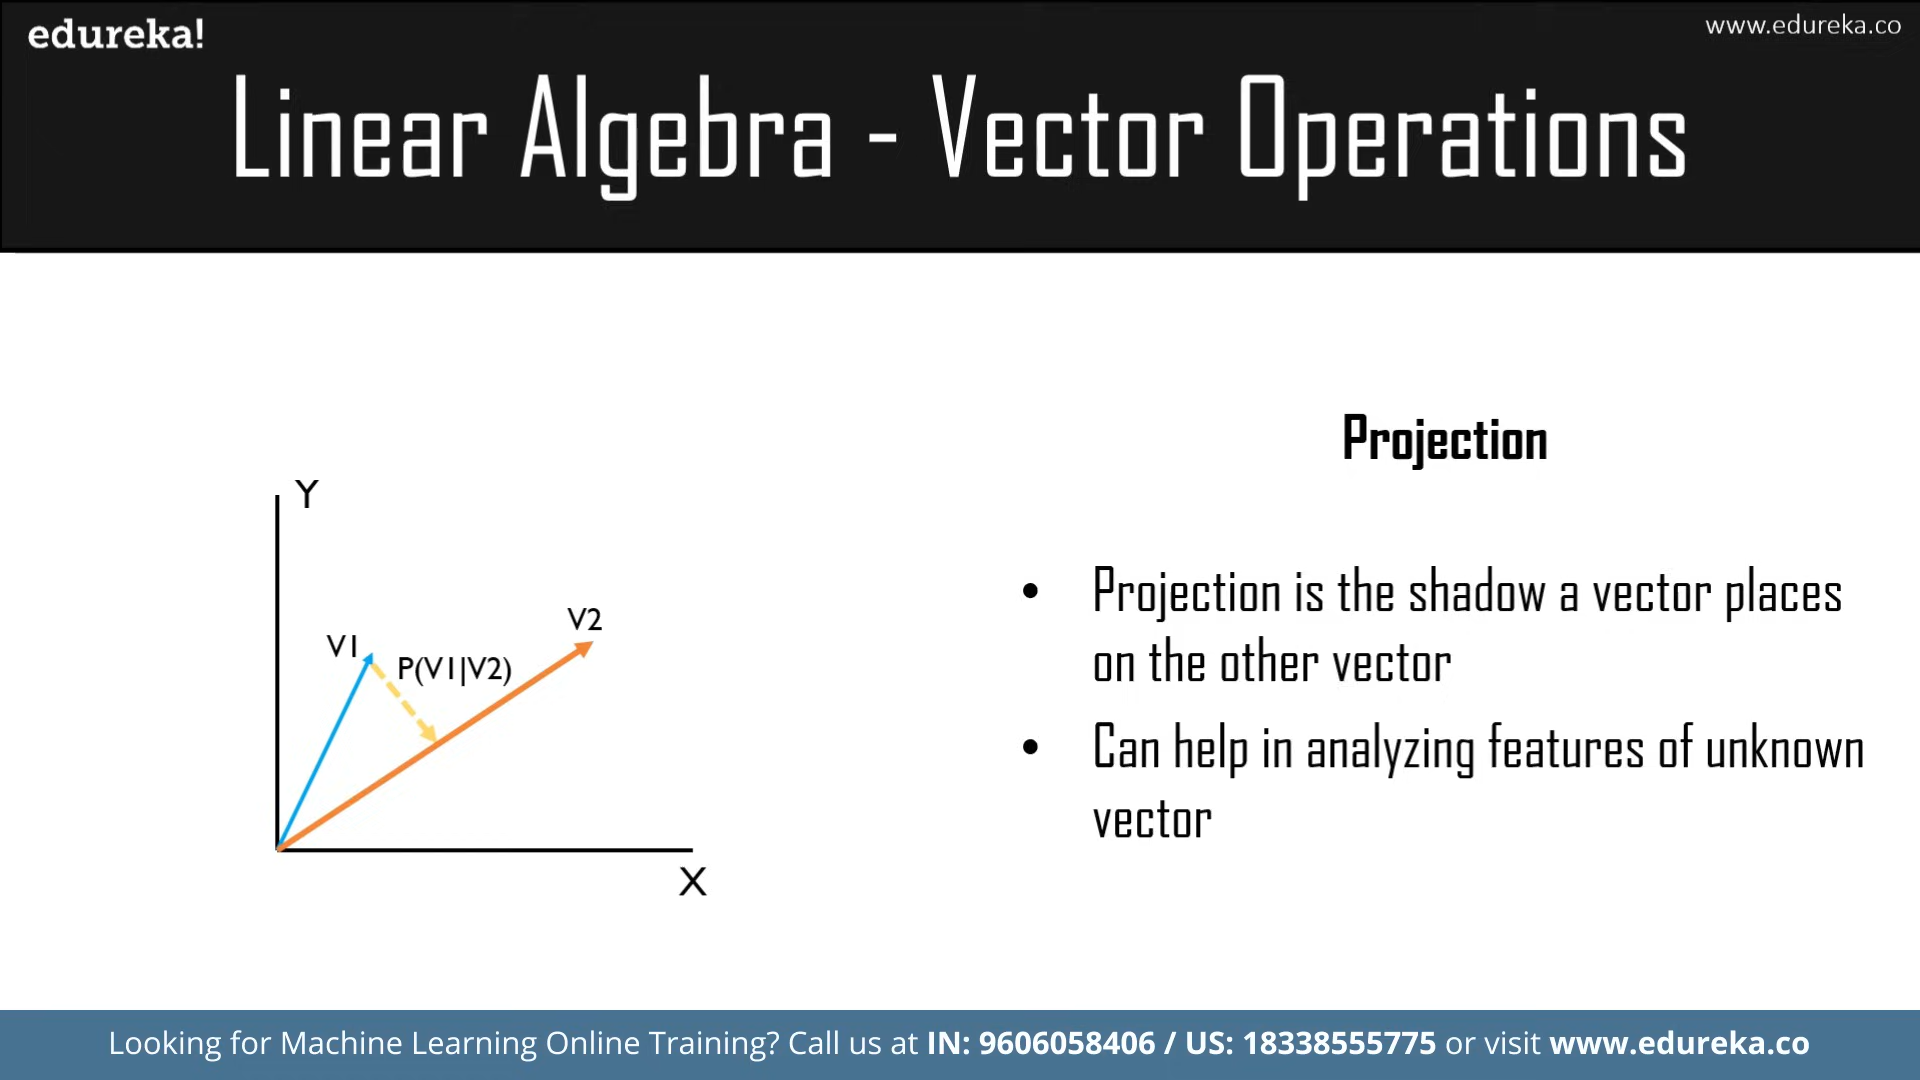 edureka!
www.edureka.co
Linear Algebra - Vector Operations
Projection
• Projection is the shadow a vector places
on the other vector
• Can help in analyzing features of unknown
vector
Y
V2
V1
P(V1|V2)
X
Looking for Machine Learning Online Training? Call us at IN: 9606058406 / US: 18338555775 or visit www.edureka.co